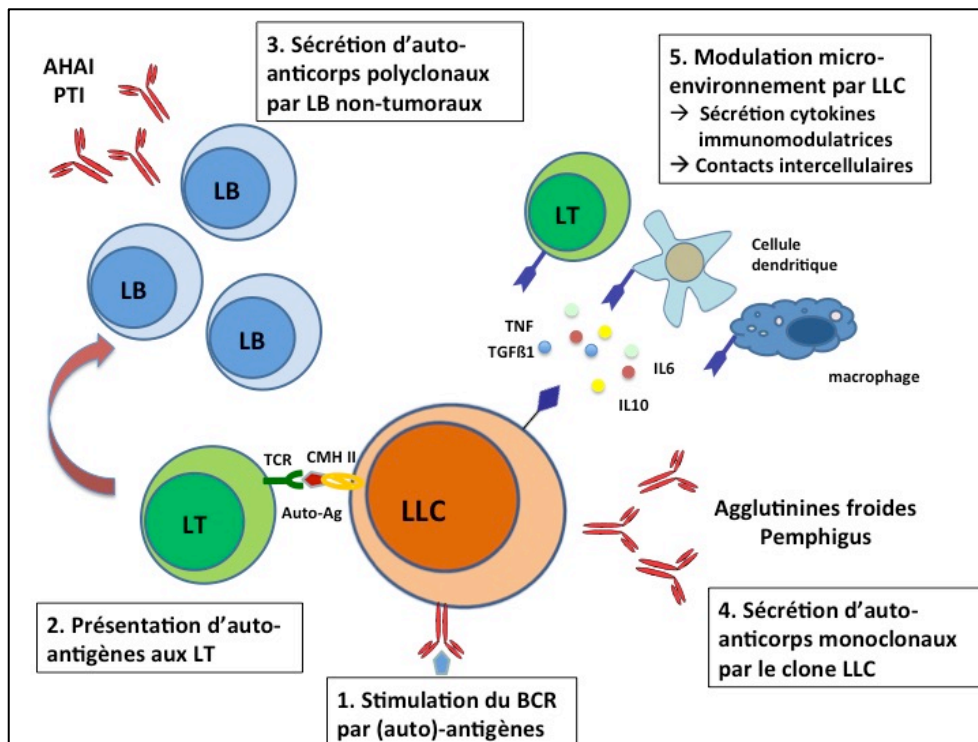 AHAI
PTI
3. Sécrétion d'auto-
anticorps polyclonaux
par LB non-tumoraux
5. Modulation micro-
environnement par LLC
→ Sécrétion cytokines
immunomodulatrices
→ Contacts intercellulaires
LB
LB
LB
LT
Cellule
dendritique
TNF
TGFß1
IL6
IL10
macrophage
TCR
CMH II
Auto-Ag
LT
LLC
Agglutinines froides
Pemphigus
2. Présentation d'auto-
antigènes aux LT
4. Sécrétion d'auto-
anticorps monoclonaux
par le clone LLC
1. Stimulation du BCR
par (auto)-antigènes